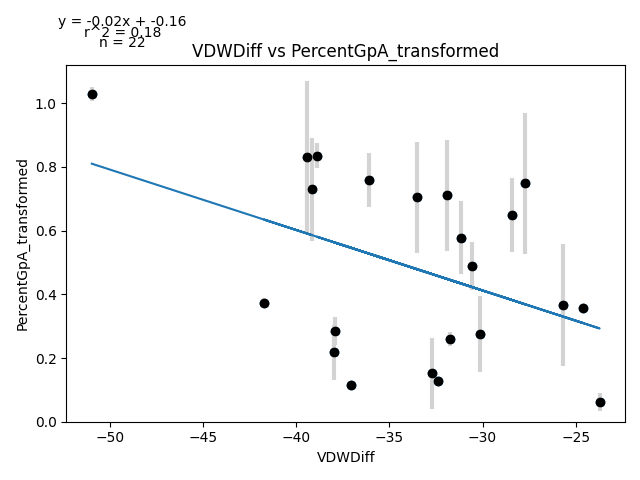 y = -0.02x + -0.16
r^2 = 0.18
n = 22
VDWDiff vs PercentGpA_transformed
PercentGpA_transformed
1.0
0.8
0.6
0.4
0.2
0.0
−50
−45
−40
−35
−30
−25
VDWDiff